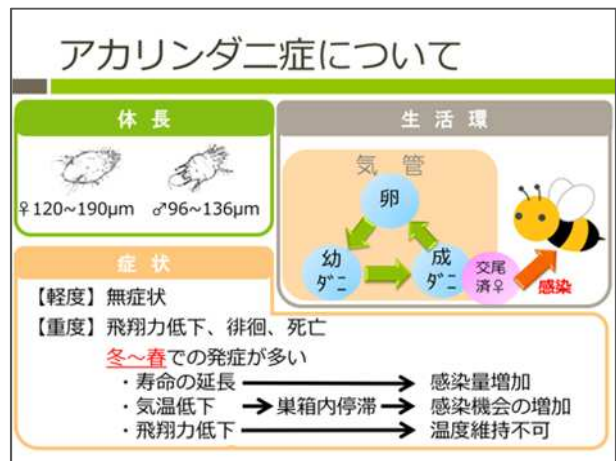 アカリンダニ症について
体 長
♀120~190μm ♂96~136μm
生 活 環
気 管
卵
幼
ダニ
成
ダニ
交尾
済♀
感染
症 状
【軽度】無症状
【重度】飛翔力低下、徘徊、死亡
冬～春での発症が多い
・寿命の延長 → 感染量増加
・気温低下 → 巣箱内停滞 → 感染機会の増加
・飛翔力低下 → 温度維持不可